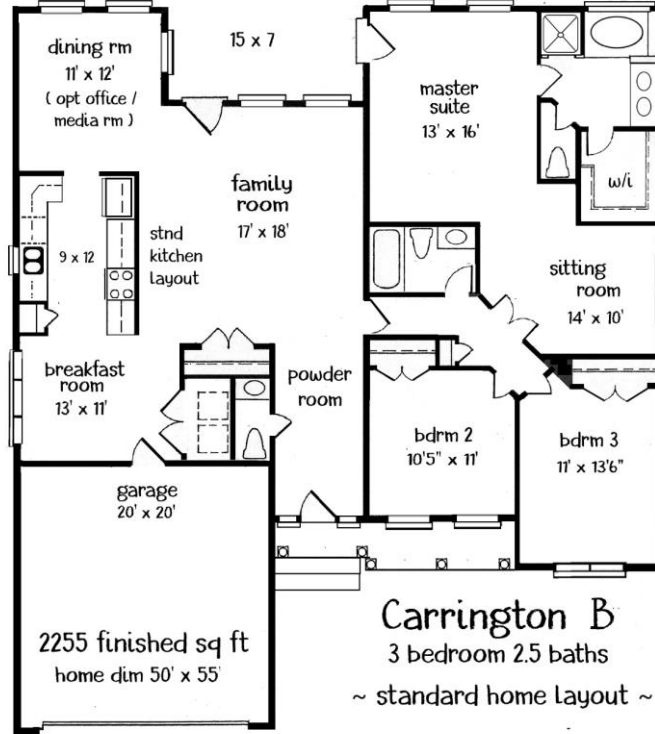 dining rm
11' x 12'
( opt office /
media rm )
15 x 7
master
suite
13' x 16'
w/i
family
room
17' x 18'
9 x 12
stnd
kitchen
layout
sitting
room
14' x 10'
breakfast
room
13' x 11'
powder
room
bdrm 2
10'5" x 11'
bdrm 3
11' x 13'6"
garage
20' x 20'
2255 finished sq ft
home dim 50' x 55'
Carrington B
3 bedroom 2.5 baths
~ standard home layout ~